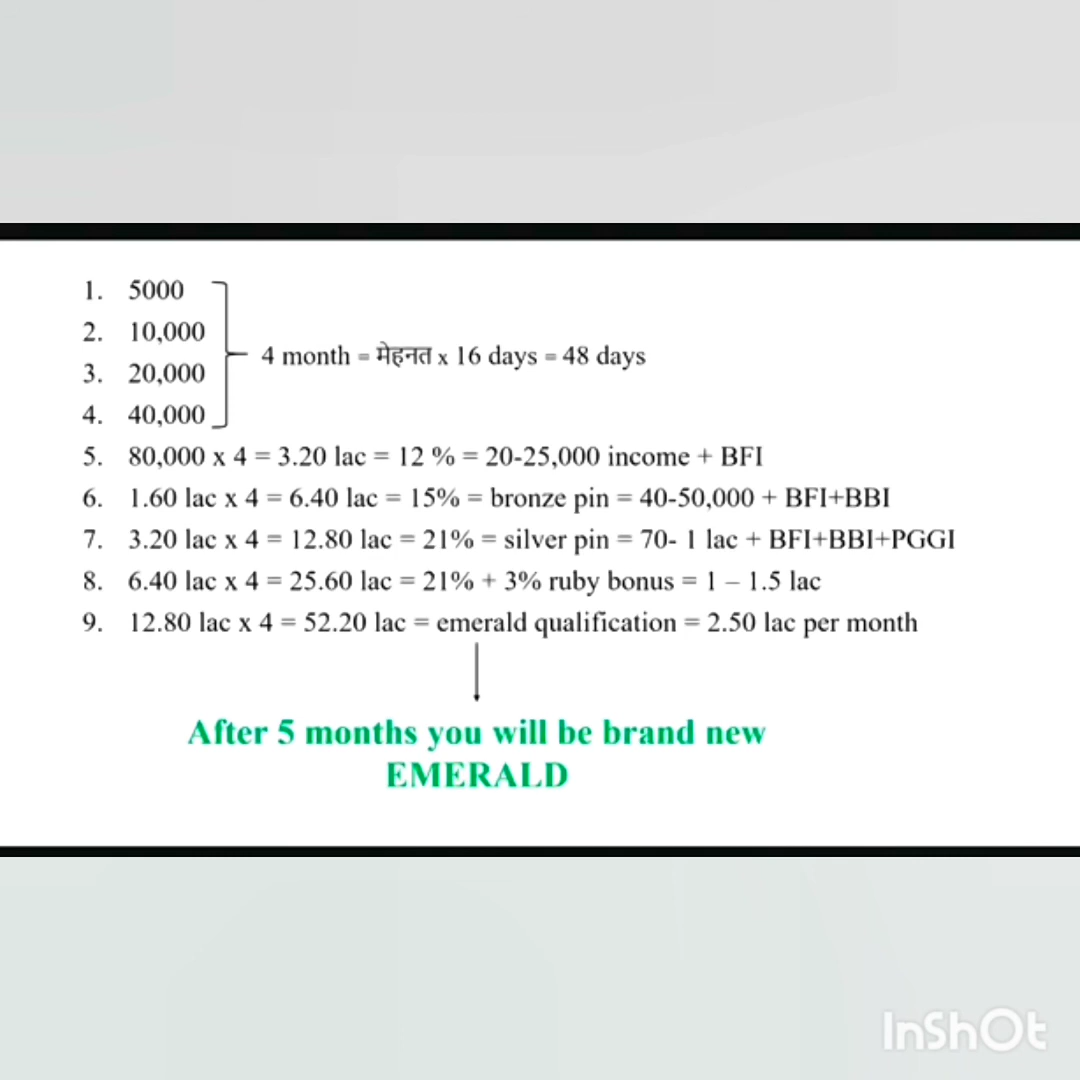 1. 5000
2. 10,000
3. 20,000
4. 40,000
4 month = मेहनत x 16 days = 48 days
5. 80,000 x 4 = 3.20 lac = 12 % = 20-25,000 income + BFI
6. 1.60 lac x 4 = 6.40 lac = 15% = bronze pin = 40-50,000 + BFI+BBI
7. 3.20 lac x 4 = 12.80 lac = 21% = silver pin = 70- 1 lac + BFI+BBI+PGGI
8. 6.40 lac x 4 = 25.60 lac = 21% + 3% ruby bonus = 1 – 1.5 lac
9. 12.80 lac x 4 = 52.20 lac = emerald qualification = 2.50 lac per month
After 5 months you will be brand new
EMERALD
InShOt